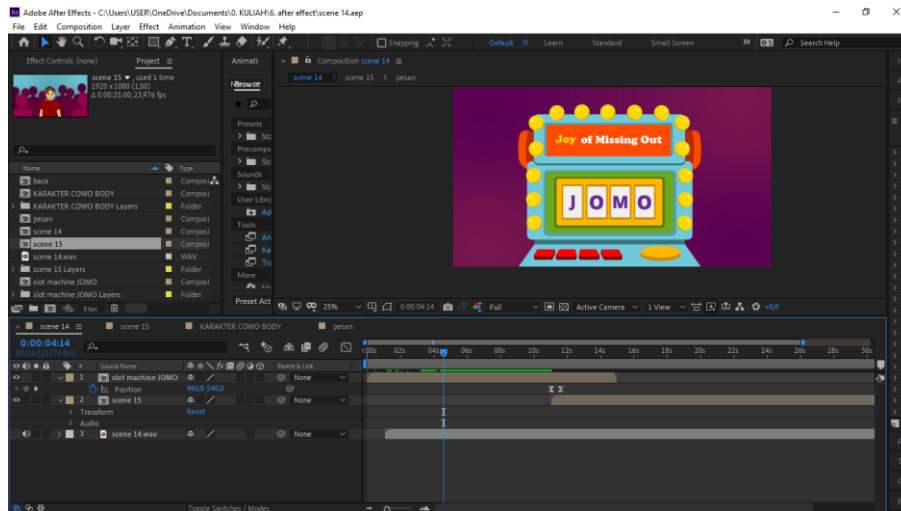 Adobe After Effects - C:\Users\USER\OneDrive\Documents\0. KULIAH\6. after effect\scene 14.aep
File Edit Composition Layer Effect Animation View Window Help
Snapping Default Learn Standard Small Screen Search Help
Effect Controls (none) Project
scene 15 , used 1 time
1920 x 1080 (1,00)
Δ 0:00:25:00, 23,976 fps
Name Type
baca Composi
KARAKTER COWO BODY Composi
KARAKTER COWO BODY Layers Folder
pesan Composi
scene 14 Composi
scene 15 Composi
scene 14.wav WAV
scene 15 Layers Folder
slot machine JOMO Composi
slot machine JOMO Layers Folder
8 bpc
Animati
Browse
Presets
Sta
Precomps
Sta
Sounds
Sta
User Libra
Ad
Tools
An
Ke
Tra
More
Preset Act
Composition scene 14
scene 14 scene 15 pesan
Joy of Missing Out
JOMO
25% 0:00:04:14 Full Active Camera 1 View +0,0
scene 14 scene 15 KARAKTER COWO BODY pesan
0:00:04:14
00110 (23.976 fps)
:00s 02s 04s 06s 08s 10s 12s 14s 16s 18s 20s 22s 24s 26s 28s 30s
# Source Name Parent & Link
1 slot machine JOMO None
Position 960,0,540,0
2 scene 15 None
Transform Reset
Audio
3 scene 14.wav None
Toggle Switches / Modes